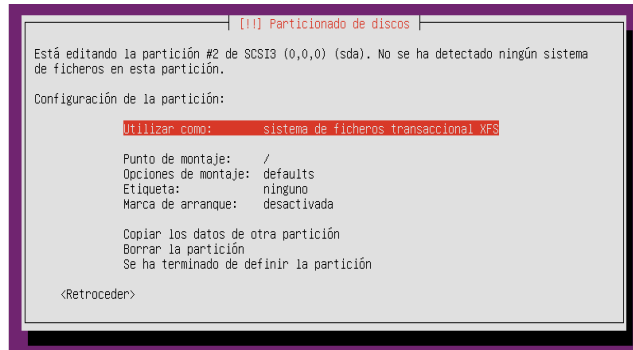 [!!] Particionado de discos
Está editando la partición #2 de SCSI3 (0,0,0) (sda). No se ha detectado ningún sistema
de ficheros en esta partición.
Configuración de la partición:
Utilizar como: sistema de ficheros transaccional XFS
Punto de montaje: /
Opciones de montaje: defaults
Etiqueta: ninguno
Marca de arranque: desactivada
Copiar los datos de otra partición
Borrar la partición
Se ha terminado de definir la partición
<Retroceder>